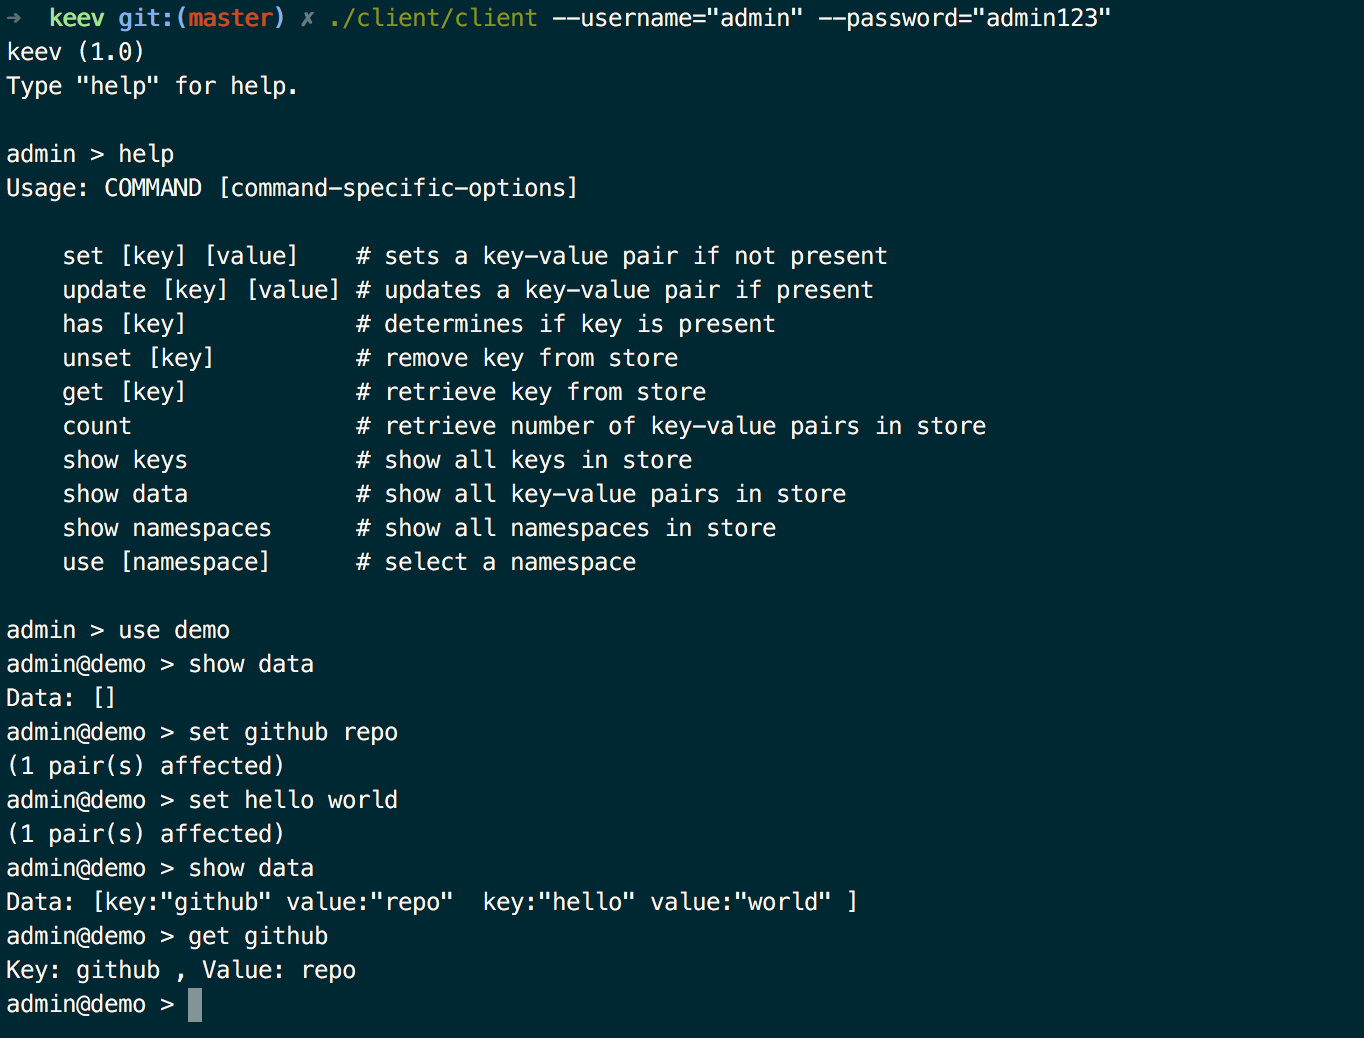 ➜  keev git:(master) ✗ ./client/client --username="admin" --password="admin123"
keev (1.0)
Type "help" for help.

admin > help
Usage: COMMAND [command-specific-options]

    set [key] [value]    # sets a key-value pair if not present
    update [key] [value] # updates a key-value pair if present
    has [key]            # determines if key is present
    unset [key]          # remove key from store
    get [key]            # retrieve key from store
    count                # retrieve number of key-value pairs in store
    show keys            # show all keys in store
    show data            # show all key-value pairs in store
    show namespaces      # show all namespaces in store
    use [namespace]      # select a namespace

admin > use demo
admin@demo > show data
Data: []
admin@demo > set github repo
(1 pair(s) affected)
admin@demo > set hello world
(1 pair(s) affected)
admin@demo > show data
Data: [key:"github" value:"repo"  key:"hello" value:"world" ]
admin@demo > get github
Key: github , Value: repo
admin@demo >